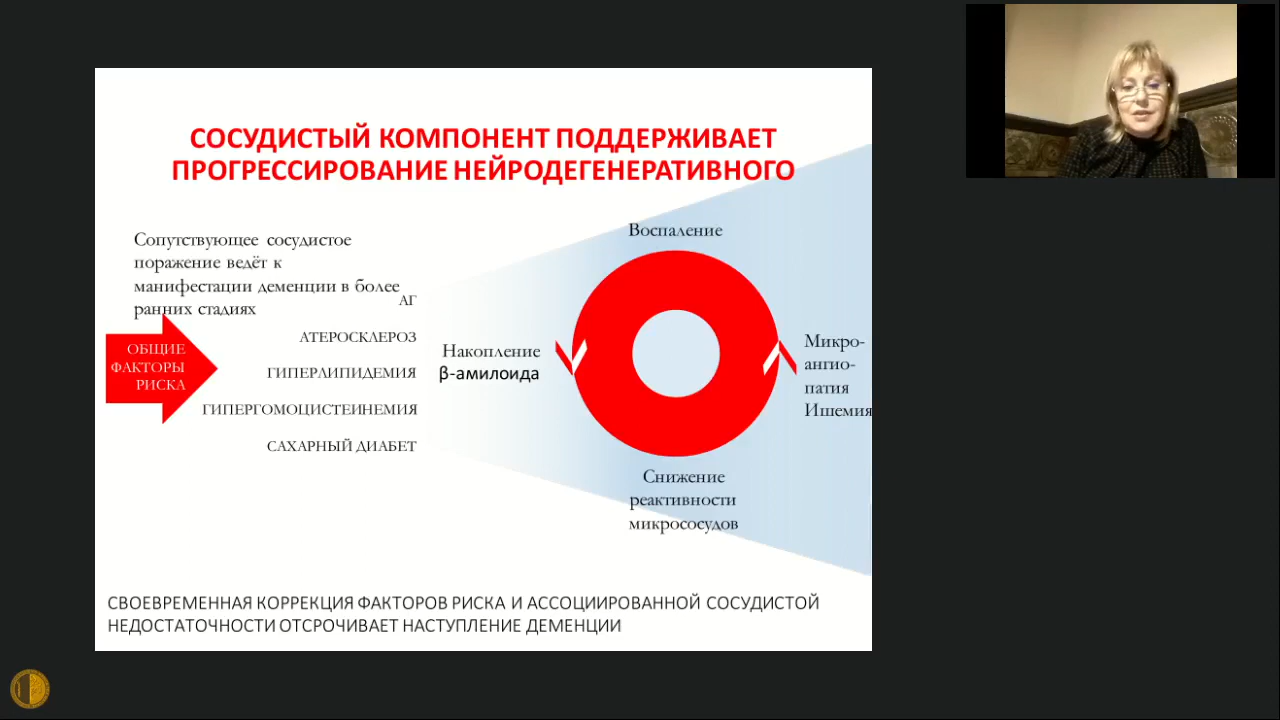 СОСУДИСТЫЙ КОМПОНЕНТ ПОДДЕРЖИВАЕТ
ПРОГРЕССИРОВАНИЕ НЕЙРОДЕГЕНЕРАТИВНОГО
Сопутствующее сосудистое
поражение ведёт к
манифестации деменции в более
ранних стадиях
ОБЩИЕ
ФАКТОРЫ
РИСКА
АГ
АТЕРОСКЛЕРОЗ
ГИПЕРЛИПИДЕМИЯ
ГИПЕРГОМОЦИСТЕИНЕМИЯ
САХАРНЫЙ ДИАБЕТ
Накопление
β-амилоида
Воспаление
Микро-
ангио-
патия
Ишемия
Снижение
реактивности
микрососудов
СВОЕВРЕМЕННАЯ КОРРЕКЦИЯ ФАКТОРОВ РИСКА И АССОЦИИРОВАННОЙ СОСУДИСТОЙ
НЕДОСТАТОЧНОСТИ ОТСРОЧИВАЕТ НАСТУПЛЕНИЕ ДЕМЕНЦИИ